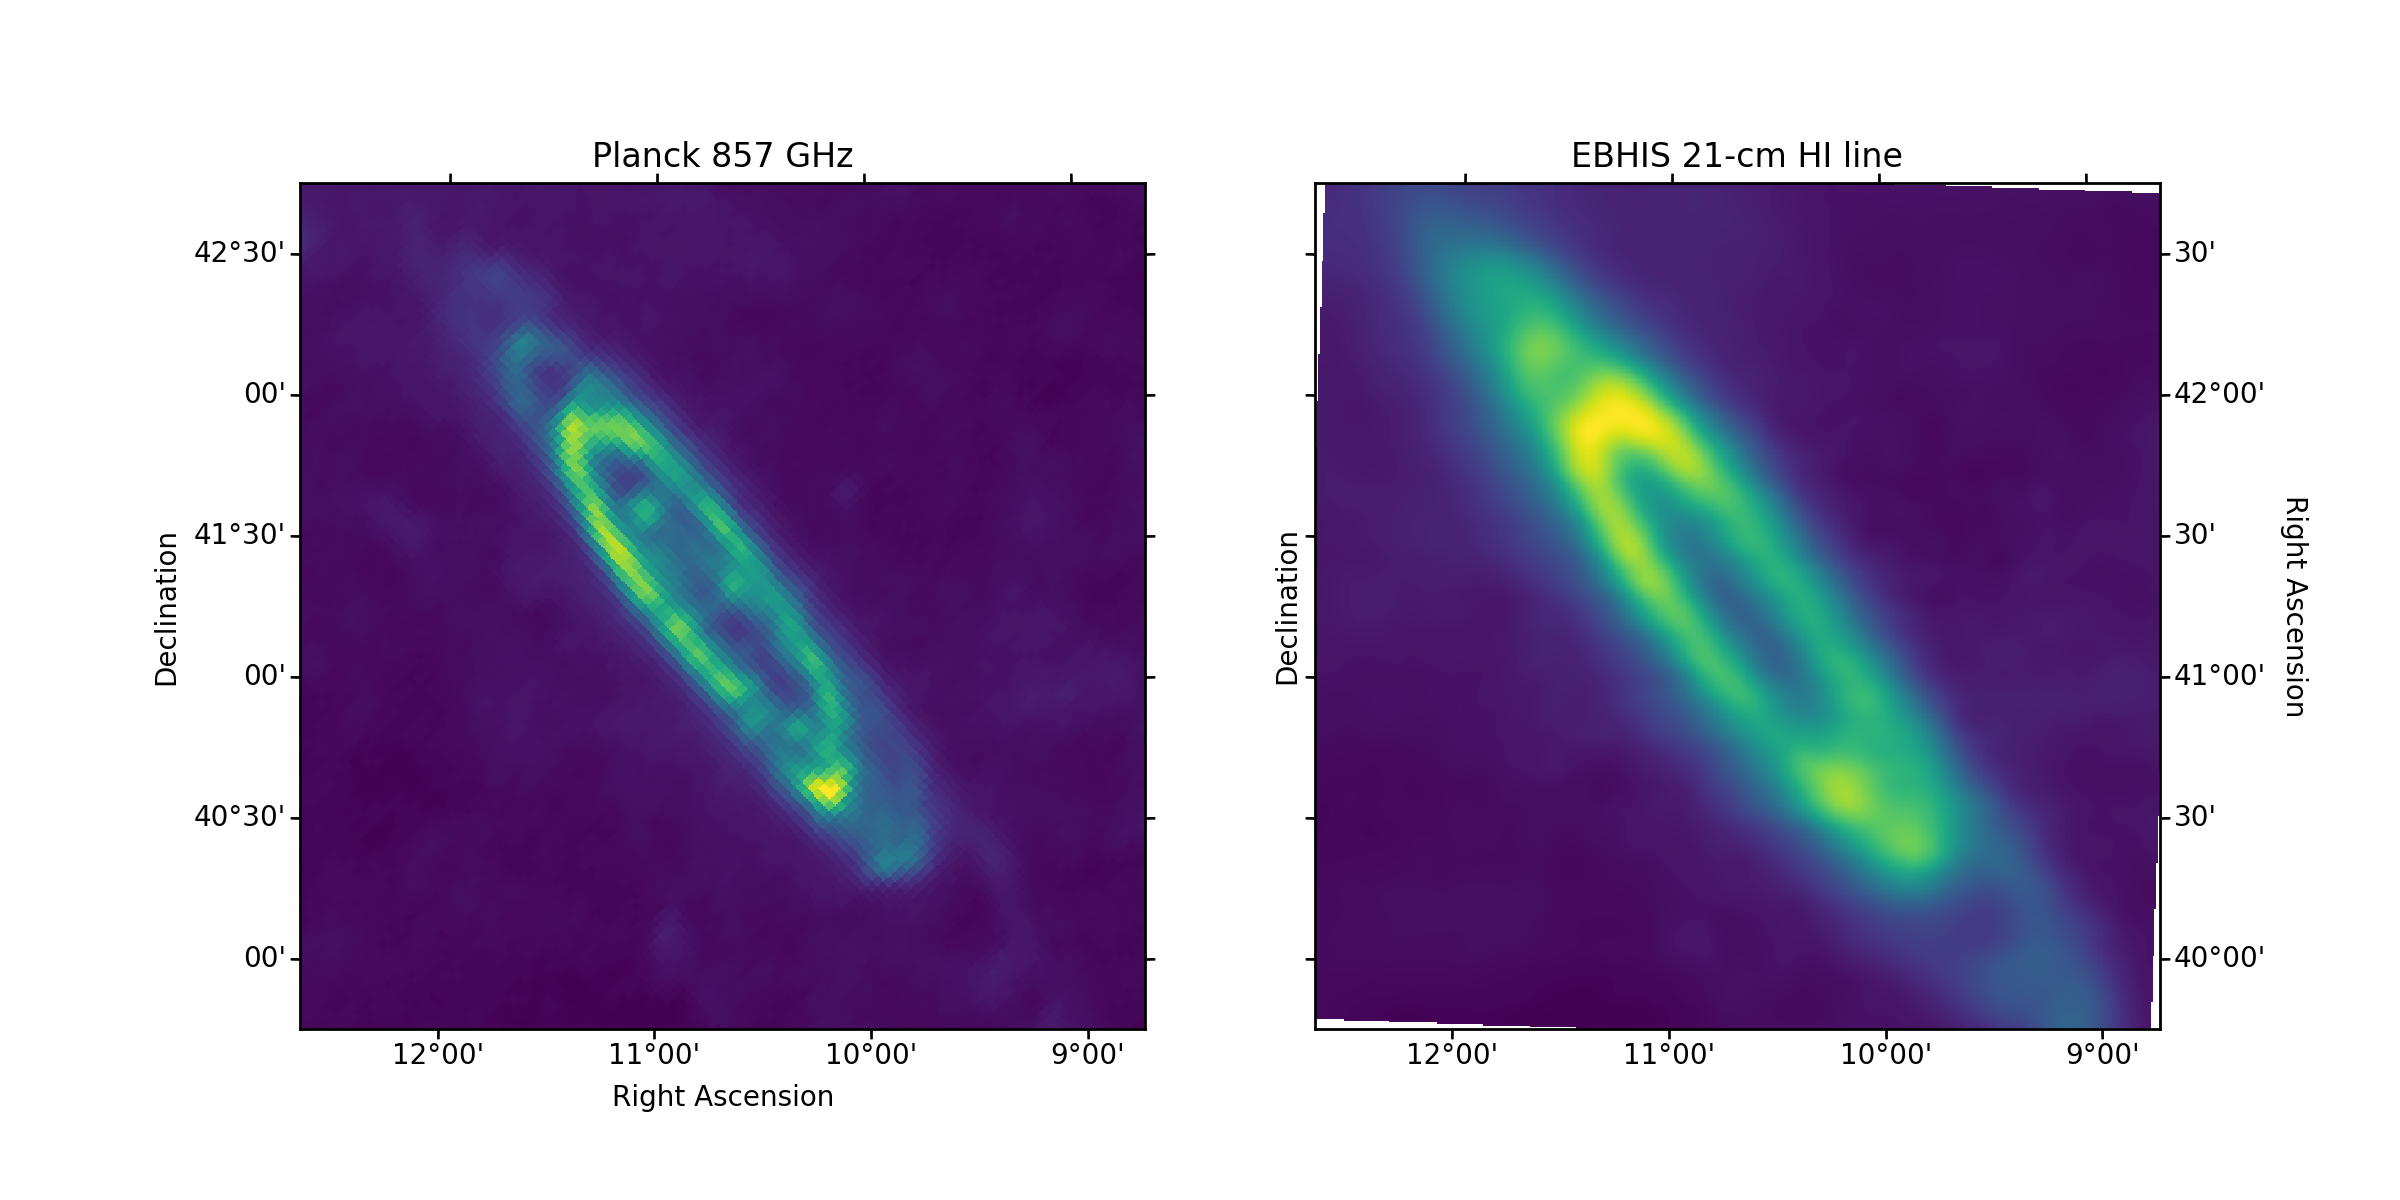 Planck 857 GHz
42°30'
00'
41°30'
00'
40°30'
00'
Declination
12°00' 11°00' 10°00' 9°00'
Right Ascension
EBHIS 21-cm HI line
Declination
30'
42°00'
30'
41°00'
30'
40°00'
Right Ascension
12°00' 11°00' 10°00' 9°00'